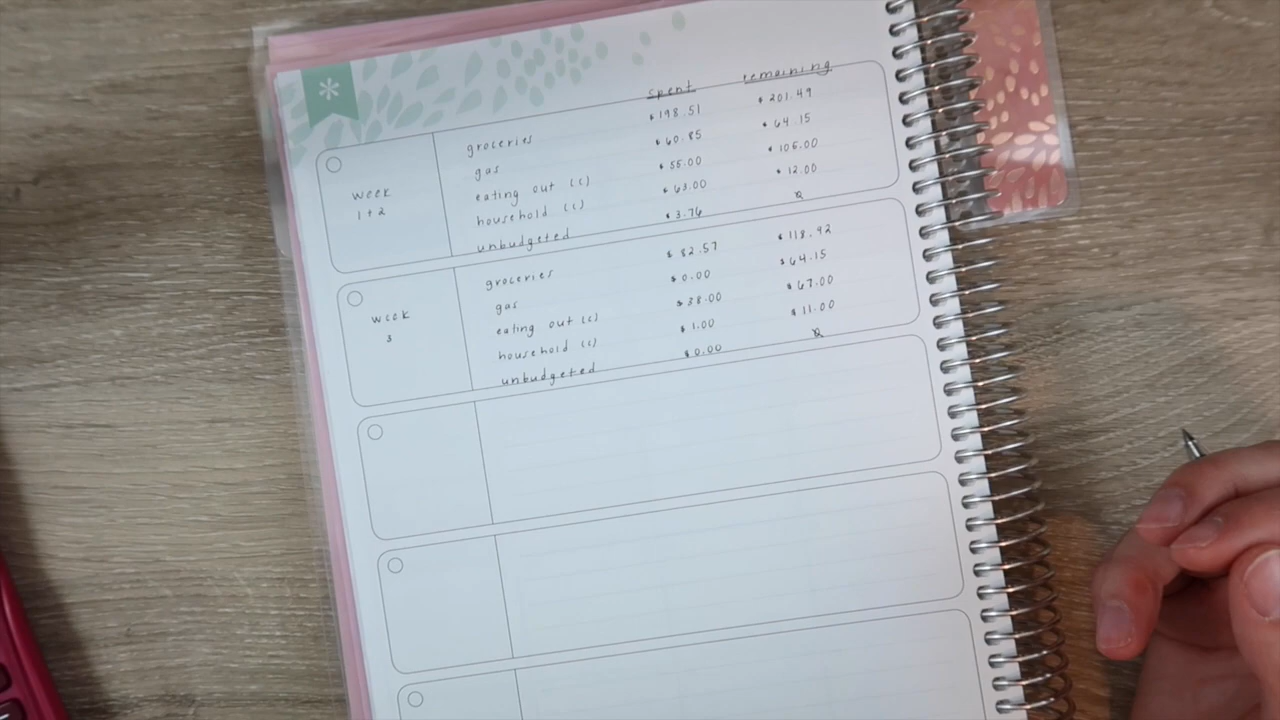 spent remaining
week 1+2
groceries $198.51 $201.49
gas $60.85 $64.15
eating out (c) $55.00 $105.00
household (c) $63.00 $12.00
unbudgeted $3.76
week 3
groceries $82.57 $118.92
gas $0.00 $64.15
eating out (c) $38.00 $67.00
household (c) $1.00 $11.00
unbudgeted $0.00